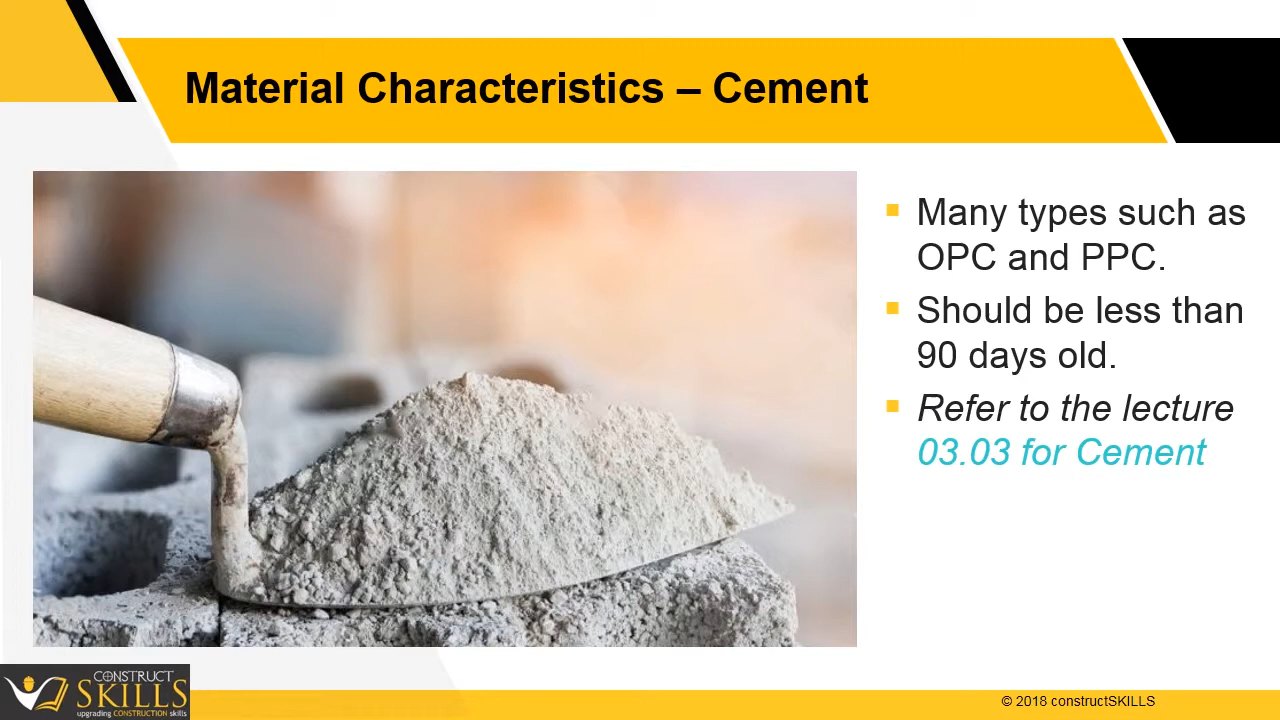 Material Characteristics – Cement
Many types such as
OPC and PPC.
Should be less than
90 days old.
Refer to the lecture
03.03 for Cement
CONSTRUCT
SKILLS
upgrading CONSTRUCTION skills
© 2018 constructSKILLS